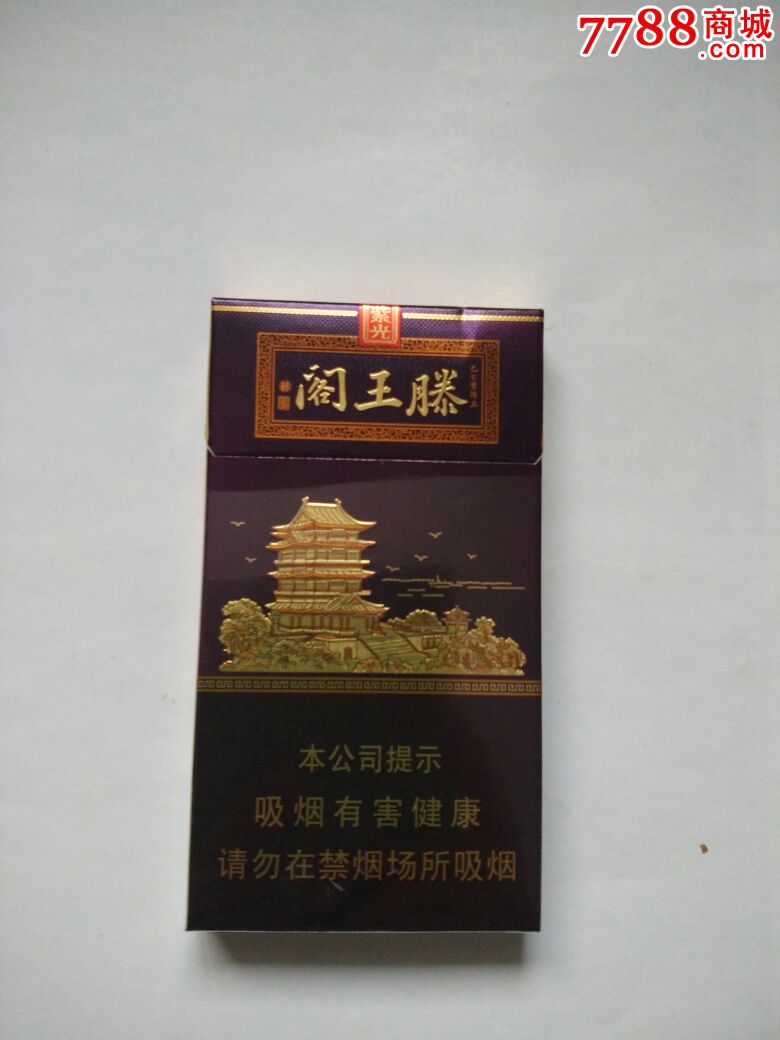 7788商城
.com
紫光
阁王滕
本公司提示
吸烟有害健康
请勿在禁烟场所吸烟